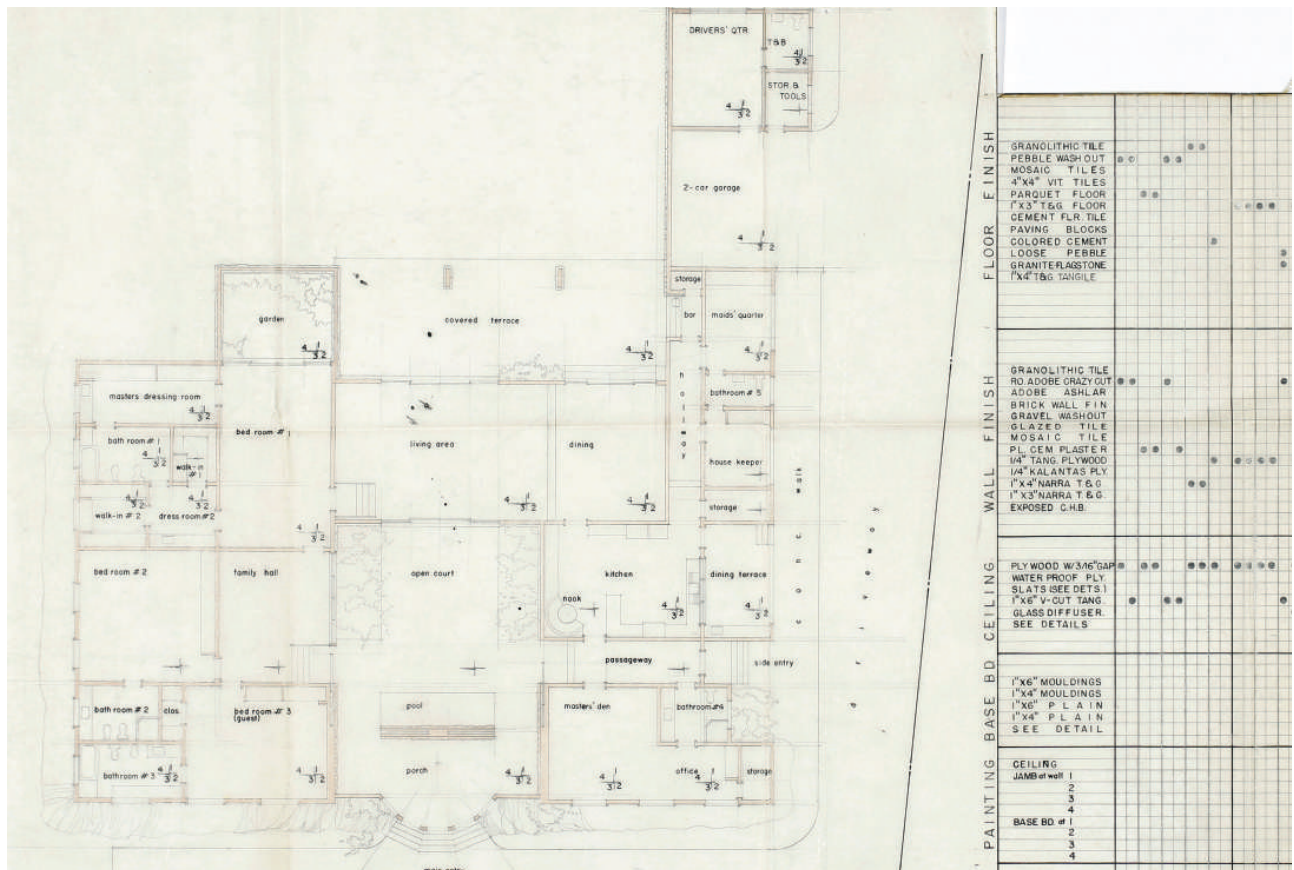 DRIVERS' QTR.
T&B
STOR. & TOOLS
2-car garage
storage
bar
maids' quarter
garden
covered terrace
hallway
bathroom # 5
masters dressing room
bath room # 1
walk-in # 1
bed room # 1
living area
dining
house keeper
storage
walk-in # 2
dress room # 2
bed room # 2
family hall
open court
kitchen
nook
dining terrace
conc walk
driveway
passageway
side entry
bath room # 2
clos.
bed room # 3
(guest)
pool
masters' den
bathroom #4
bathroom # 3
porch
office
storage
main entry
FLOOR FINISH
GRANOLITHIC TILE
PEBBLE WASH OUT
MOSAIC TILES
4"X4" VIT. TILES
PARQUET FLOOR
1"X3" T&G FLOOR
CEMENT FLR. TILE
PAVING BLOCKS
COLORED CEMENT
LOOSE PEBBLE
GRANITE-FLAGSTONE
1"X4" T&G TANGILE
WALL FINISH
GRANOLITHIC TILE
RO. ADOBE CRAZY CUT
ADOBE ASHLAR
BRICK WALL FIN
GRAVEL WASHOUT
GLAZED TILE
MOSAIC TILE
PL. CEM PLASTER
1/4" TANG. PLYWOOD
1/4" KALANTAS PLY.
1"X4" NARRA T.& G
1"X3" NARRA T.& G.
EXPOSED C.H.B.
CEILING
PLYWOOD W/3/16" GAP
WATER PROOF PLY.
SLATS (SEE DETS.)
1"X6" V-CUT TANG.
GLASS DIFFUSER.
SEE DETAILS
BASE BD
1"X6" MOULDINGS
1"X4" MOULDINGS
1"X6" PLAIN
1"X4" PLAIN
SEE DETAIL
PAINTING
CEILING
JAMB at wall 1
2
3
4
BASE BD. at 1
2
3
4